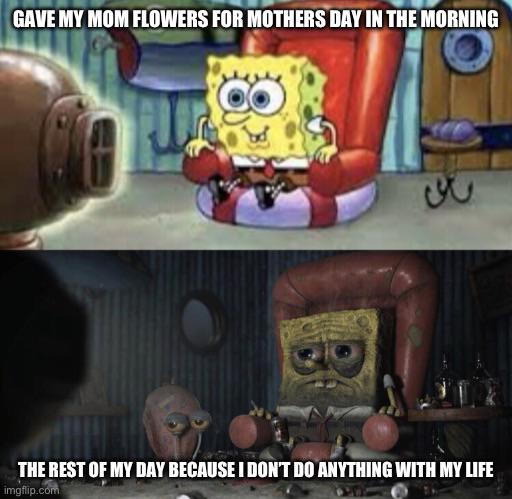 GAVE MY MOM FLOWERS FOR MOTHERS DAY IN THE MORNING
THE REST OF MY DAY BECAUSE I DON'T DO ANYTHING WITH MY LIFE
imgflip.com